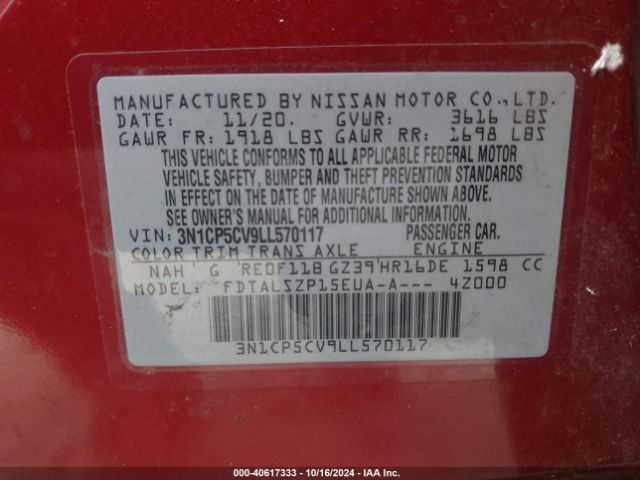 MANUFACTURED BY NISSAN MOTOR CO.,LTD.
DATE: 11/20. GVWR: 3616 LBS
GAWR FR: 1918 LBS GAWR RR: 1698 LBS
THIS VEHICLE CONFORMS TO ALL APPLICABLE FEDERAL MOTOR
VEHICLE SAFETY, BUMPER AND THEFT PREVENTION STANDARDS
IN EFFECT ON THE DATE OF MANUFACTURE SHOWN ABOVE.
SEE OWNER'S MANUAL FOR ADDITIONAL INFORMATION.
VIN: 3N1CP5CV9LL570117 PASSENGER CAR.
COLOR TRIM TRANS AXLE ENGINE
NAH G RE0F11B GZ39 HR16DE 1598 CC
FDTALSZP15EUA-A--- 4Z000
3N1CP5CV9LL570117
000-40617333 - 10/16/2024 - IAA Inc.